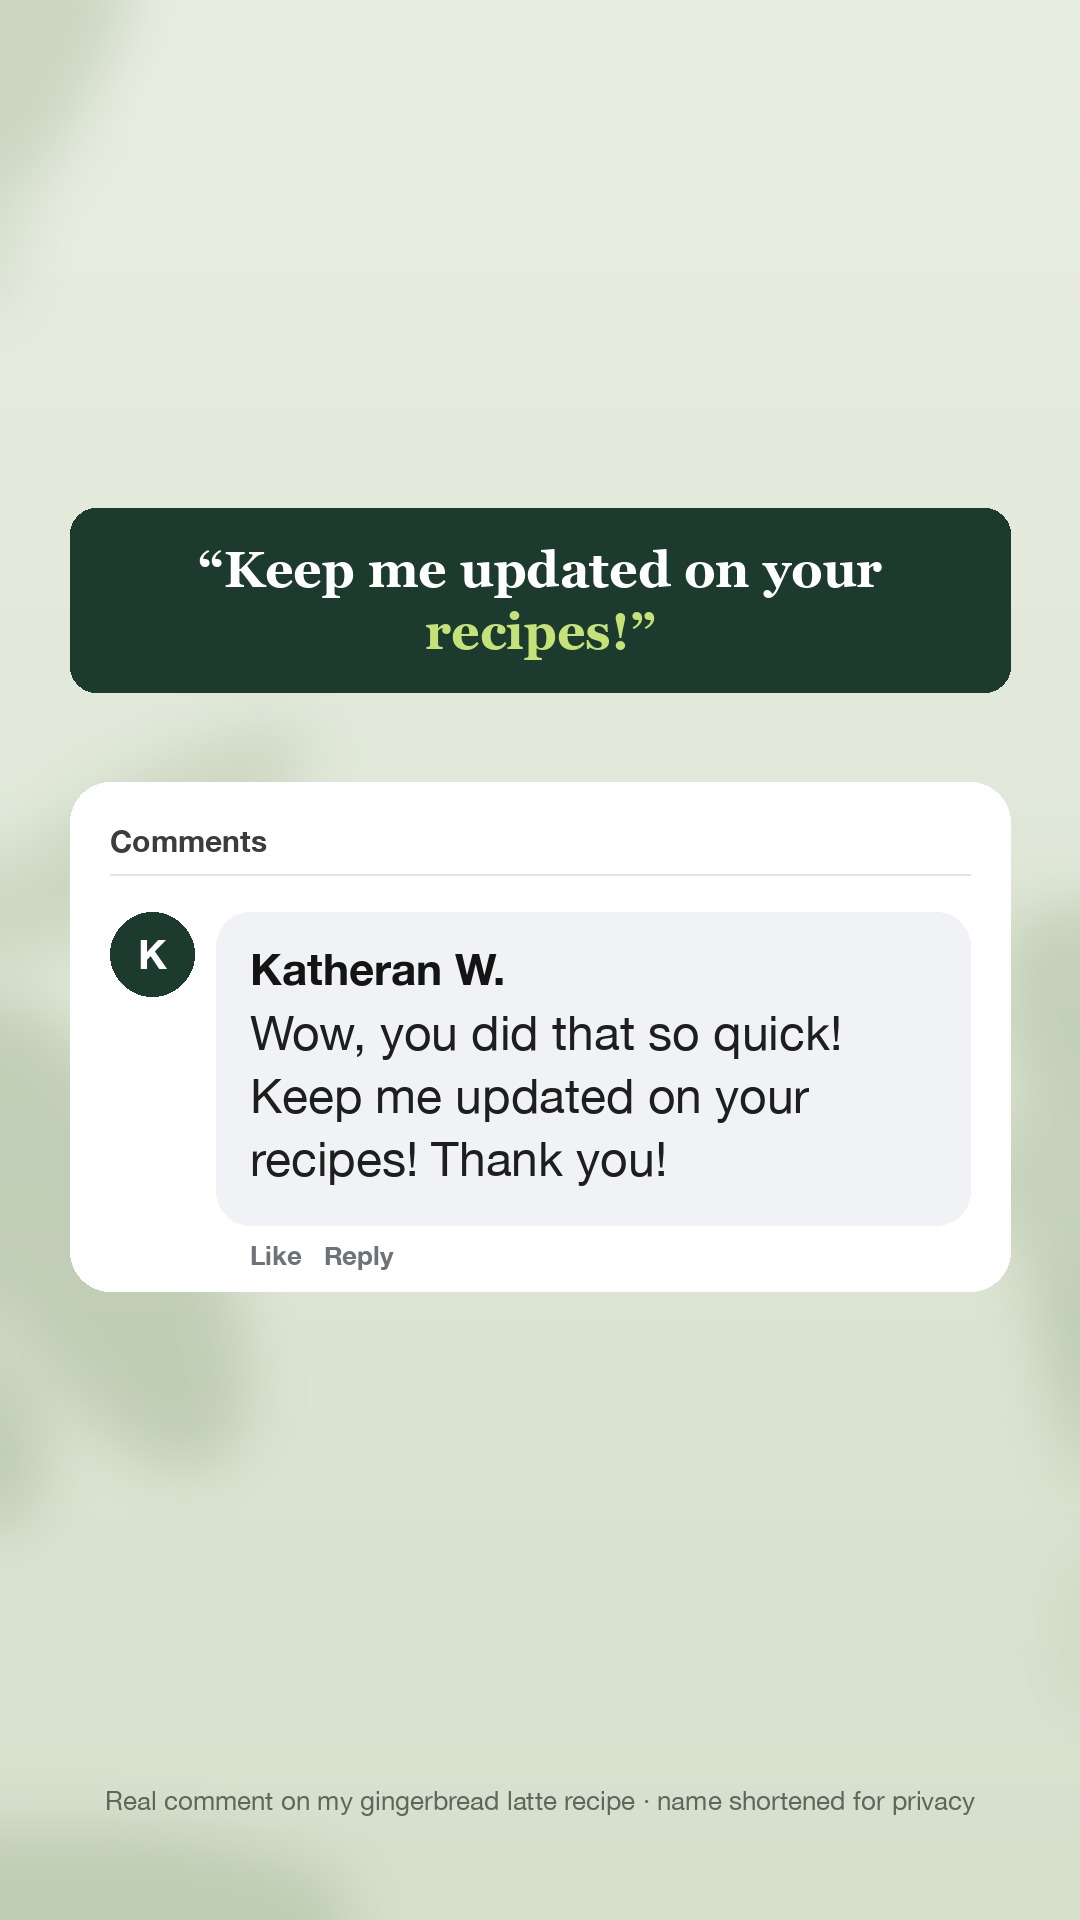 “Keep me updated on your
recipes!”
Comments
K
Katheran W.
Wow, you did that so quick!
Keep me updated on your
recipes! Thank you!
Like Reply
Real comment on my gingerbread latte recipe · name shortened for privacy